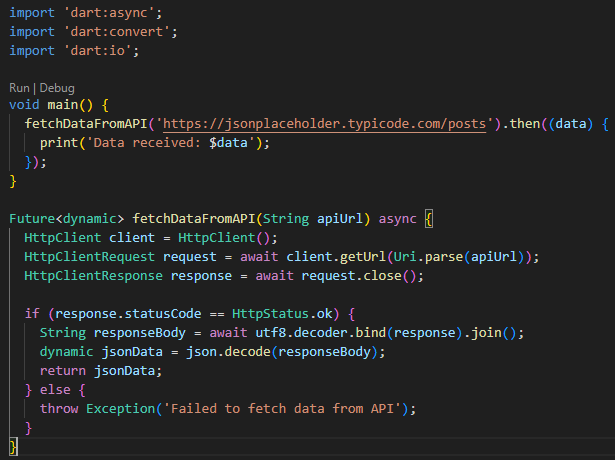 import 'dart:async';
import 'dart:convert';
import 'dart:io';

Run | Debug
void main() {
  fetchDataFromAPI('https://jsonplaceholder.typicode.com/posts').then((data) {
    print('Data received: $data');
  });
}

Future<dynamic> fetchDataFromAPI(String apiUrl) async {
  HttpClient client = HttpClient();
  HttpClientRequest request = await client.getUrl(Uri.parse(apiUrl));
  HttpClientResponse response = await request.close();

  if (response.statusCode == HttpStatus.ok) {
    String responseBody = await utf8.decoder.bind(response).join();
    dynamic jsonData = json.decode(responseBody);
    return jsonData;
  } else {
    throw Exception('Failed to fetch data from API');
  }
}